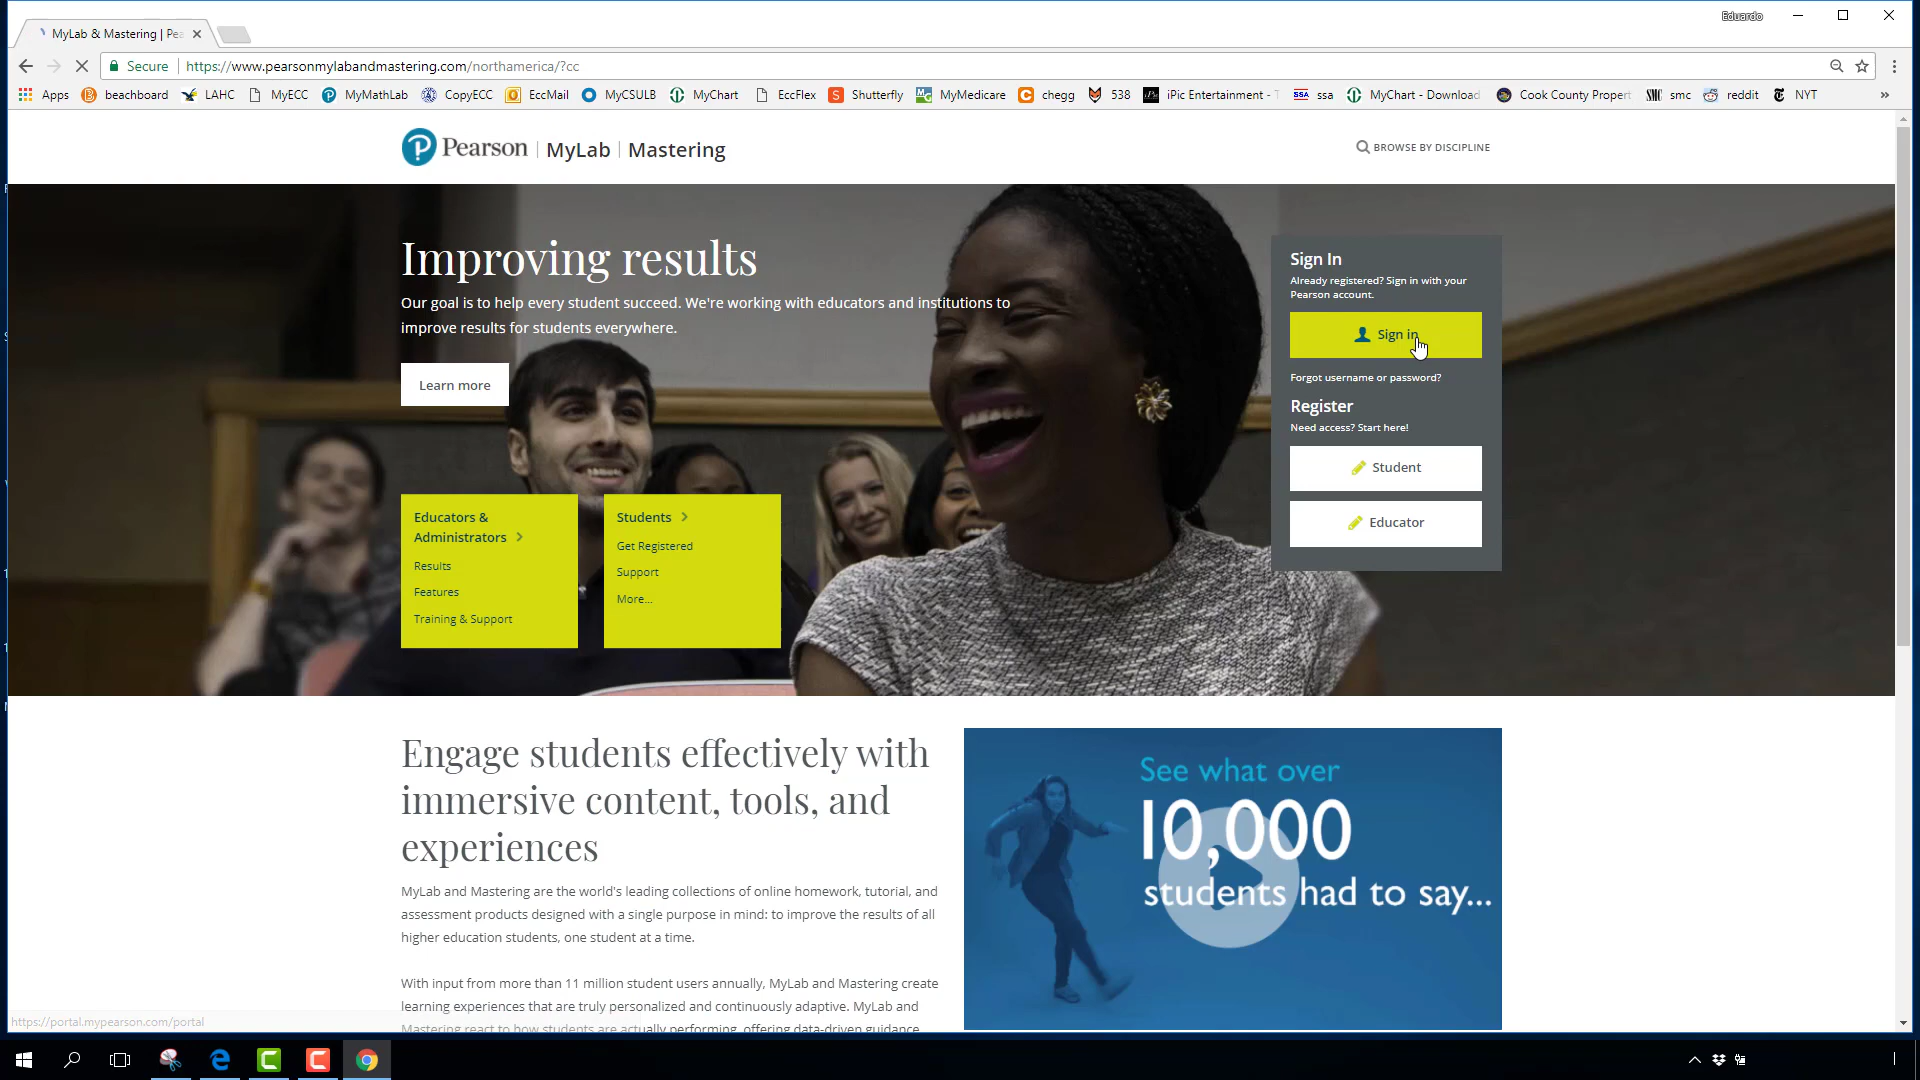 Eduardo
MyLab & Mastering | Pea
Secure
https://www.pearsonmylabandmastering.com/northamerica/?cc
Apps
beachboard
LAHC
MyECC
MyMathLab
CopyECC
EccMail
MyCSULB
MyChart
EccFlex
Shutterfly
MyMedicare
chegg
538
iPic Entertainment - T
ssa
MyChart - Download
Cook County Propert
smc
reddit
NYT
Pearson | MyLab | Mastering
BROWSE BY DISCIPLINE
Improving results
Our goal is to help every student succeed. We're working with educators and institutions to
improve results for students everywhere.
Learn more
Sign In
Already registered? Sign in with your
Pearson account.
Sign in
Forgot username or password?
Register
Need access? Start here!
Student
Educator
Educators &
Administrators
Results
Features
Training & Support
Students
Get Registered
Support
More...
Engage students effectively with
immersive content, tools, and
experiences
MyLab and Mastering are the world's leading collections of online homework, tutorial, and
assessment products designed with a single purpose in mind: to improve the results of all
higher education students, one student at a time.
With input from more than 11 million student users annually, MyLab and Mastering create
learning experiences that are truly personalized and continuously adaptive. MyLab and
Mastering react to how students are actually performing, offering data-driven guidance
See what over
10,000
students had to say...
https://portal.mypearson.com/portal